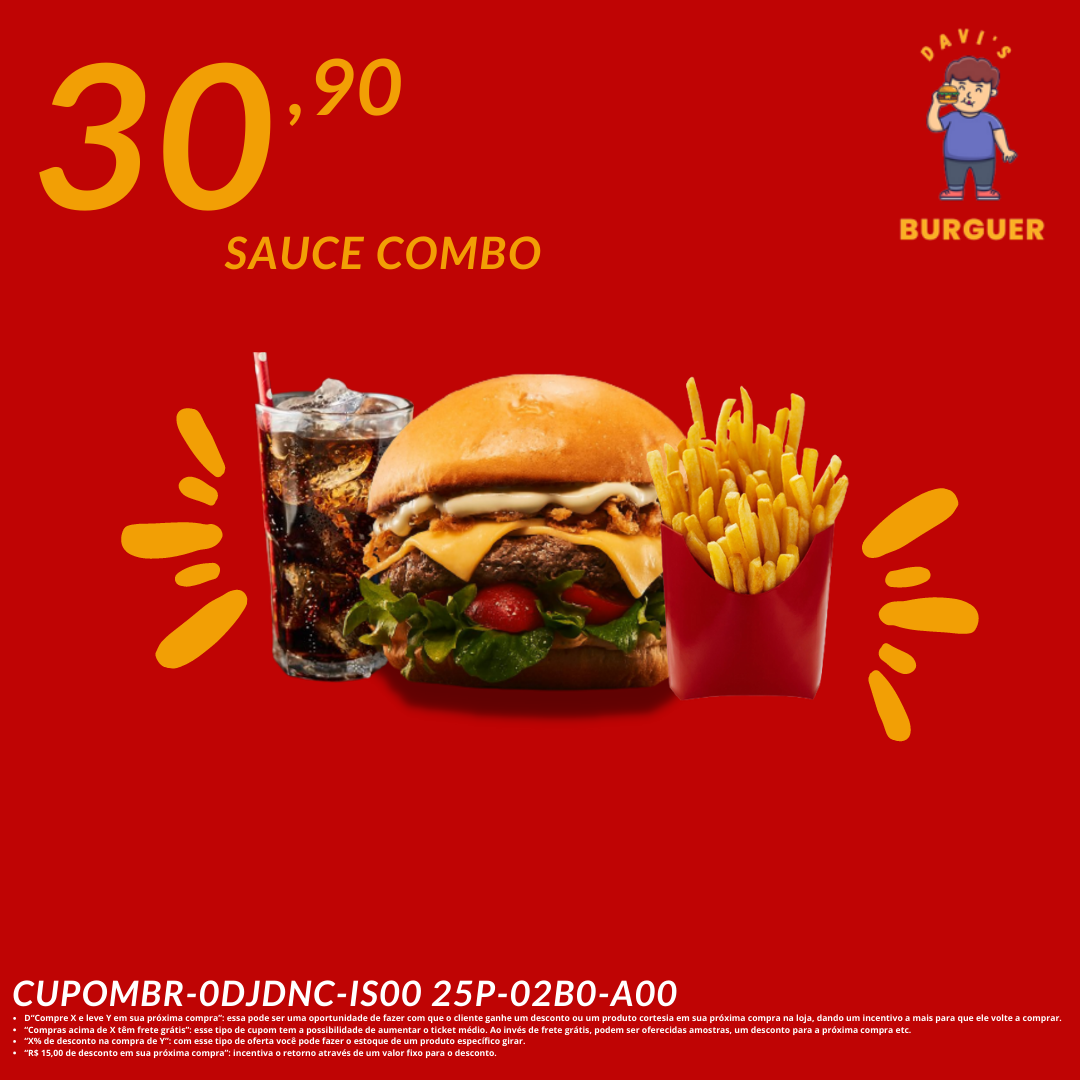 30,90
SAUCE COMBO
DAVI'S
BURGUER
CUPOMBR-0DJDNC-IS00 25P-02B0-A00
• D"Compre X e leve Y em sua próxima compra": essa pode ser uma oportunidade de fazer com que o cliente ganhe um desconto ou um produto cortesia em sua próxima compra na loja, dando um incentivo a mais para que ele volte a comprar.
• "Compras acima de X têm frete grátis": esse tipo de cupom tem a possibilidade de aumentar o ticket médio. Ao invés de frete grátis, podem ser oferecidas amostras, um desconto para a próxima compra etc.
• "X% de desconto na compra de Y": com esse tipo de oferta você pode fazer o estoque de um produto específico girar.
• "R$ 15,00 de desconto em sua próxima compra": incentiva o retorno através de um valor fixo para o desconto.